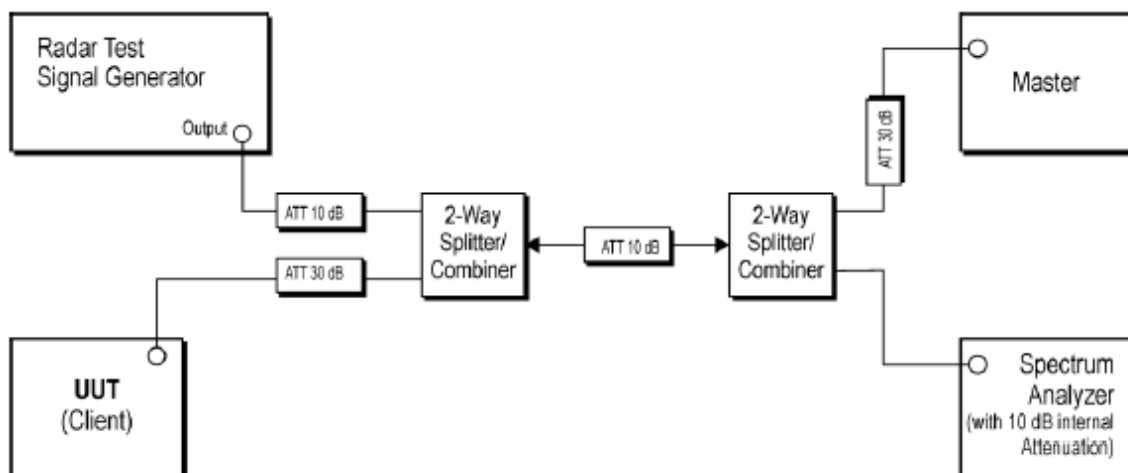 Radar Test
Signal Generator
Output
ATT 10 dB
ATT 30 dB
UUT
(Client)
2-Way
Splitter/
Combiner
ATT 10 dB
2-Way
Splitter/
Combiner
ATT 30 dB
Master
Spectrum
Analyzer
(with 10 dB internal
Attenuation)